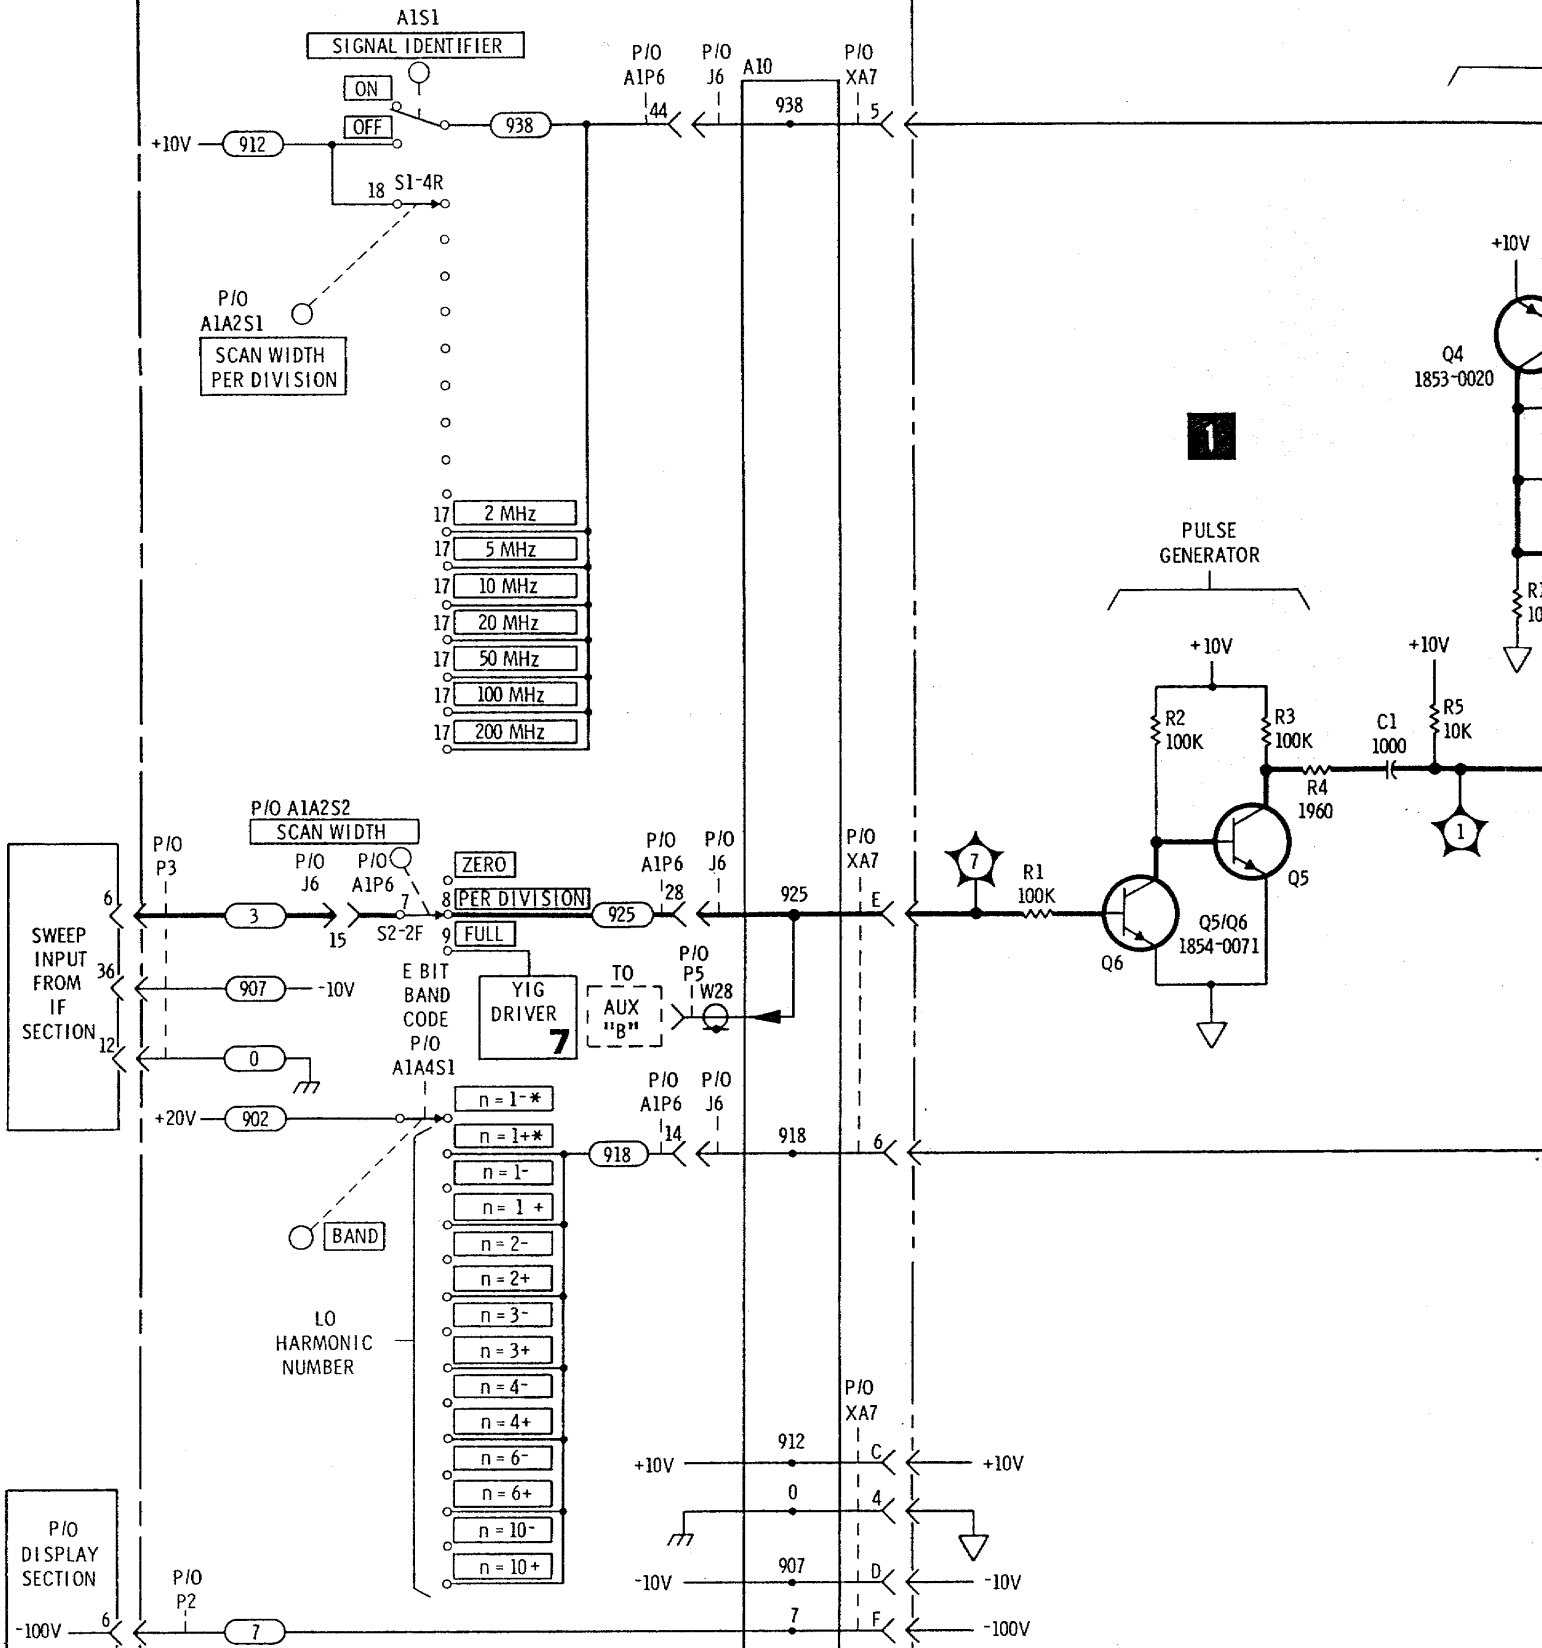 A1S1
SIGNAL IDENTIFIER
ON
OFF
+10V
912
938
P/O
A1P6
44
P/O
J6
A10
938
P/O
XA7
5
18
S1-4R
P/O
A1A2S1
SCAN WIDTH
PER DIVISION
17
2 MHz
17
5 MHz
17
10 MHz
17
20 MHz
17
50 MHz
17
100 MHz
17
200 MHz
+10V
Q4
1853-0020
1
PULSE
GENERATOR
+10V
R2
100K
R3
100K
R4
1960
C1
1000
+10V
R5
10K
1
Q5
Q5/Q6
1854-0071
Q6
R1
100K
7
P/O A1A2S2
SCAN WIDTH
P/O
P3
P/O
J6
P/O
A1P6
ZERO
PER DIVISION
FULL
6
3
15
7
S2-2F
8
9
925
P/O
A1P6
28
P/O
J6
925
P/O
XA7
E
SWEEP
INPUT
FROM
IF
SECTION
36
907
-10V
12
0
YIG
DRIVER
7
TO
AUX
"B"
P/O
P5
W28
E BIT
BAND
CODE
P/O
A1A4S1
+20V
902
n = 1-*
n = 1+*
n = 1-
n = 1 +
n = 2-
n = 2+
n = 3-
n = 3+
n = 4-
n = 4+
n = 6-
n = 6+
n = 10-
n = 10+
918
P/O
A1P6
14
P/O
J6
918
6
BAND
LO
HARMONIC
NUMBER
P/O
XA7
+10V
912
C
+10V
0
4
-10V
907
D
-10V
P/O
DISPLAY
SECTION
-100V
6
P/O
P2
7
7
F
-100V